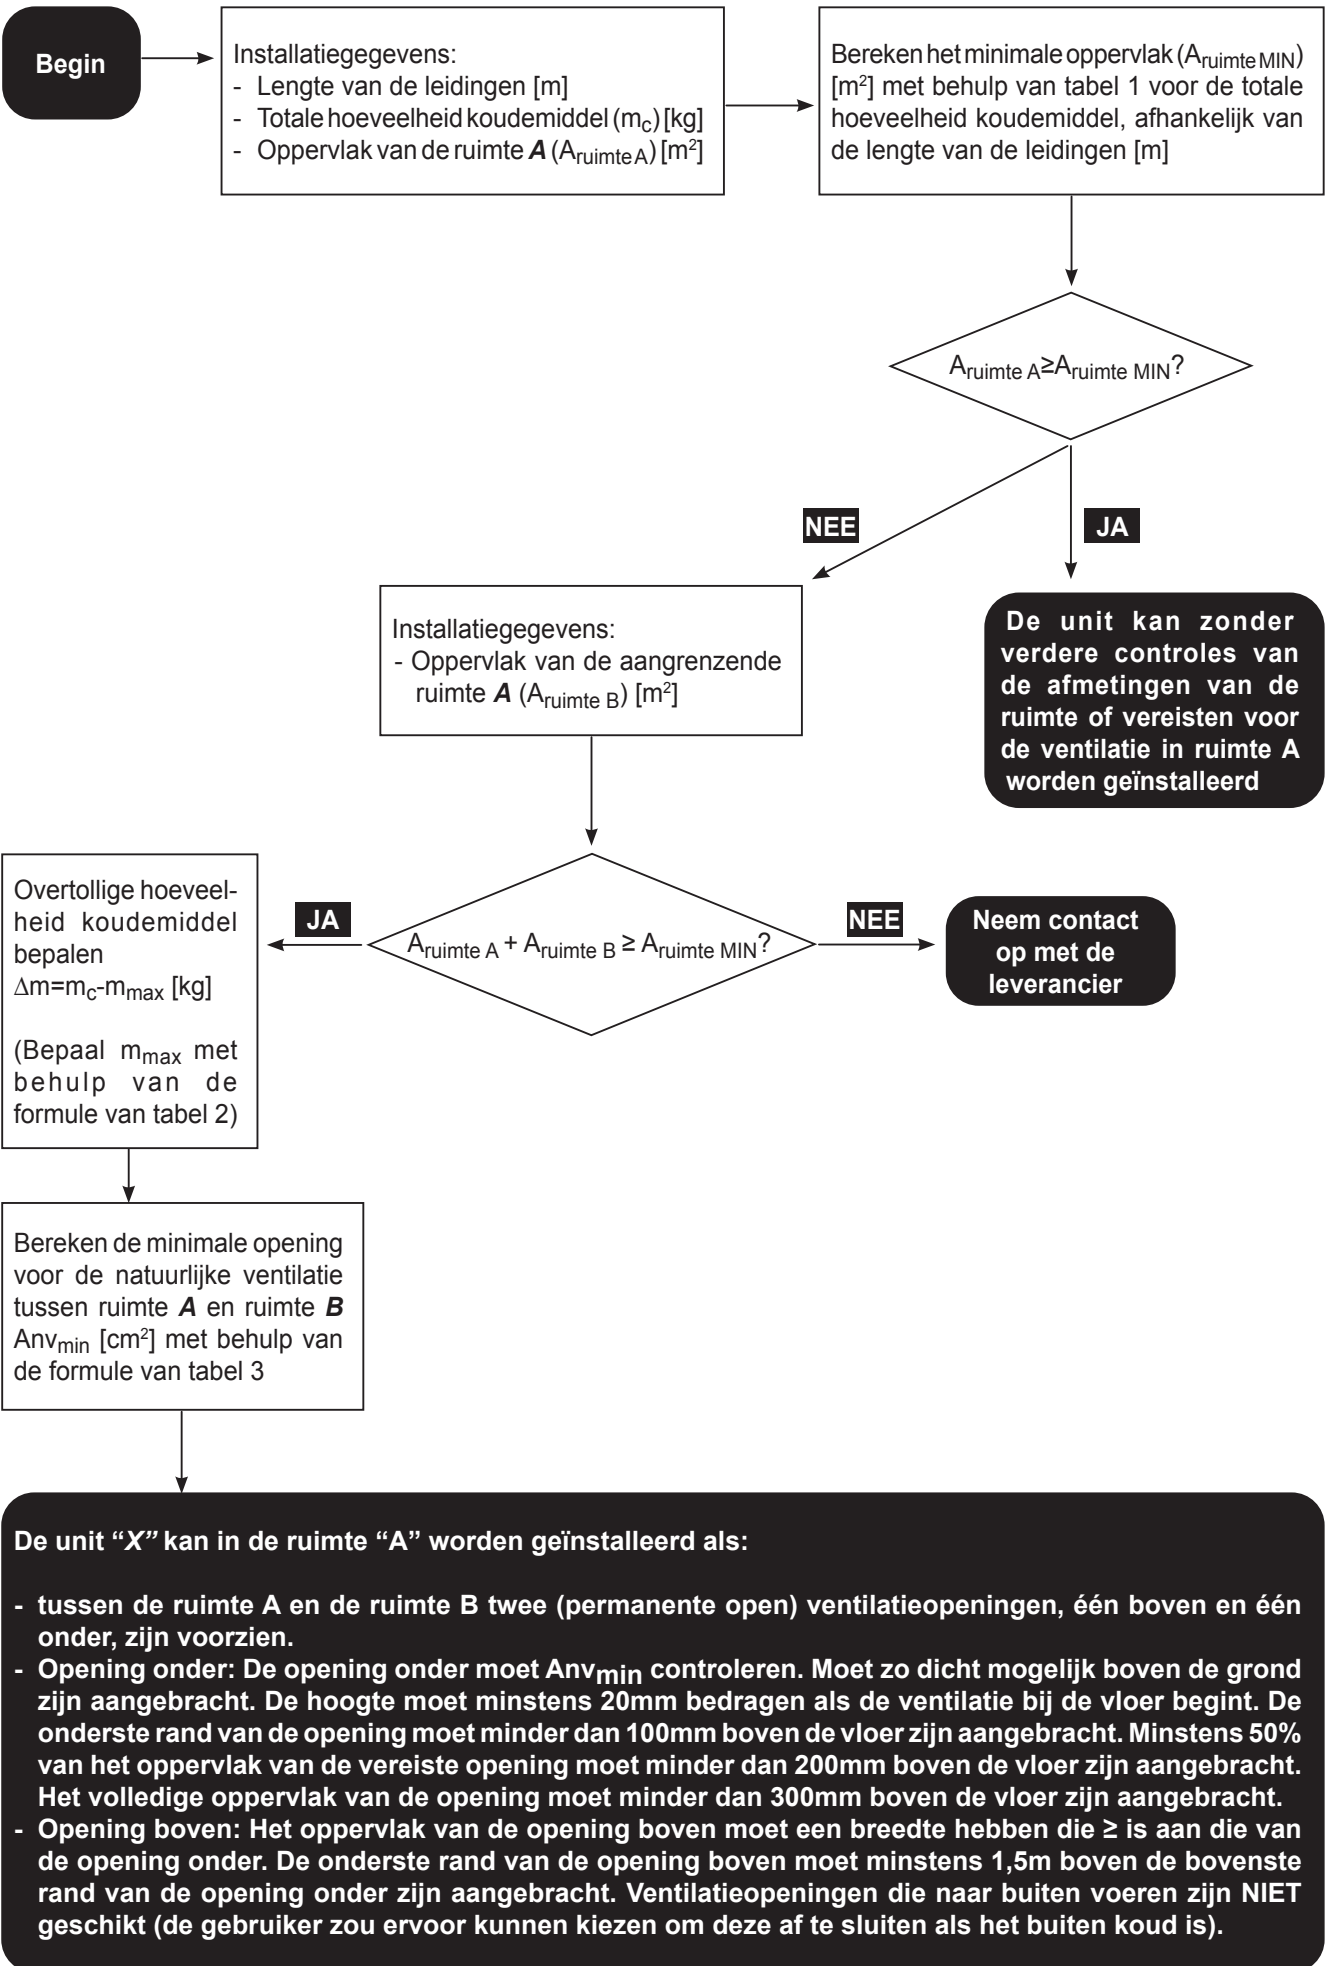 Begin
Installatiegegevens:
- Lengte van de leidingen [m]
- Totale hoeveelheid koudemiddel (mc) [kg]
- Oppervlak van de ruimte A (Aruimte A) [m²]
Bereken het minimale oppervlak (Aruimte MIN)
[m²] met behulp van tabel 1 voor de totale
hoeveelheid koudemiddel, afhankelijk van
de lengte van de leidingen [m]
Aruimte A≥Aruimte MIN?
NEE
JA
De unit kan zonder
verdere controles van
de afmetingen van de
ruimte of vereisten voor
de ventilatie in ruimte A
worden geïnstalleerd
Installatiegegevens:
- Oppervlak van de aangrenzende
ruimte A (Aruimte B) [m²]
Aruimte A + Aruimte B ≥ Aruimte MIN?
JA
NEE
Neem contact
op met de
leverancier
Overtollige hoeveel-
heid koudemiddel
bepalen
∆m=mc-mmax [kg]
(Bepaal mmax met
behulp van de
formule van tabel 2)
Bereken de minimale opening
voor de natuurlijke ventilatie
tussen ruimte A en ruimte B
Anvmin [cm²] met behulp van
de formule van tabel 3
De unit “X” kan in de ruimte “A” worden geïnstalleerd als:
- tussen de ruimte A en de ruimte B twee (permanente open) ventilatieopeningen, één boven en één
onder, zijn voorzien.
- Opening onder: De opening onder moet Anvmin controleren. Moet zo dicht mogelijk boven de grond
zijn aangebracht. De hoogte moet minstens 20mm bedragen als de ventilatie bij de vloer begint. De
onderste rand van de opening moet minder dan 100mm boven de vloer zijn aangebracht. Minstens 50%
van het oppervlak van de vereiste opening moet minder dan 200mm boven de vloer zijn aangebracht.
Het volledige oppervlak van de opening moet minder dan 300mm boven de vloer zijn aangebracht.
- Opening boven: Het oppervlak van de opening boven moet een breedte hebben die ≥ is aan die van
de opening onder. De onderste rand van de opening boven moet minstens 1,5m boven de bovenste
rand van de opening onder zijn aangebracht. Ventilatieopeningen die naar buiten voeren zijn NIET
geschikt (de gebruiker zou ervoor kunnen kiezen om deze af te sluiten als het buiten koud is).